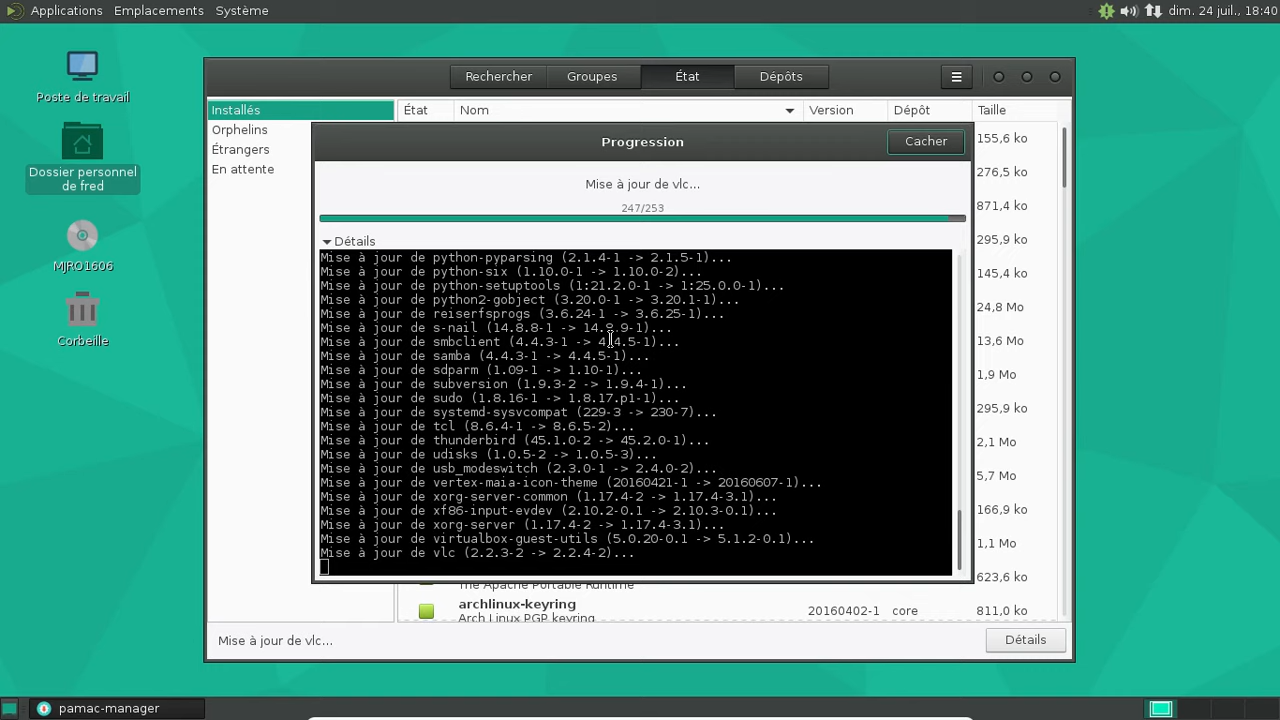 Applications Emplacements Système dim. 24 juil., 18:40
Poste de travail
Dossier personnel
de fred
MJRO1606
Corbeille
Rechercher Groupes État Dépôts
Installés
Orphelins
Étrangers
En attente
État Nom Version Dépôt Taille
Progression Cacher
Mise à jour de vlc...
247/253
Détails
Mise à jour de python-pyparsing (2.1.4-1 -> 2.1.5-1)...
Mise à jour de python-six (1.10.0-1 -> 1.10.0-2)...
Mise à jour de python-setuptools (1:21.2.0-1 -> 1:25.0.0-1)...
Mise à jour de python2-gobject (3.20.0-1 -> 3.20.1-1)...
Mise à jour de reiserfsprogs (3.6.24-1 -> 3.6.25-1)...
Mise à jour de s-nail (14.8.8-1 -> 14.8.9-1)...
Mise à jour de smbclient (4.4.3-1 -> 4.4.5-1)...
Mise à jour de samba (4.4.3-1 -> 4.4.5-1)...
Mise à jour de sdparm (1.09-1 -> 1.10-1)...
Mise à jour de subversion (1.9.3-2 -> 1.9.4-1)...
Mise à jour de sudo (1.8.16-1 -> 1.8.17.p1-1)...
Mise à jour de systemd-sysvcompat (229-3 -> 230-7)...
Mise à jour de tcl (8.6.4-1 -> 8.6.5-2)...
Mise à jour de thunderbird (45.1.0-2 -> 45.2.0-1)...
Mise à jour de udisks (1.0.5-2 -> 1.0.5-3)...
Mise à jour de usb_modeswitch (2.3.0-1 -> 2.4.0-2)...
Mise à jour de vertex-maia-icon-theme (20160421-1 -> 20160607-1)...
Mise à jour de xorg-server-common (1.17.4-2 -> 1.17.4-3.1)...
Mise à jour de xf86-input-evdev (2.10.2-0.1 -> 2.10.3-0.1)...
Mise à jour de xorg-server (1.17.4-2 -> 1.17.4-3.1)...
Mise à jour de virtualbox-guest-utils (5.0.20-0.1 -> 5.1.2-0.1)...
Mise à jour de vlc (2.2.3-2 -> 2.2.4-2)...
155,6 ko
276,5 ko
871,4 ko
295,9 ko
145,4 ko
24,8 Mo
13,6 Mo
1,9 Mo
295,9 ko
2,1 Mo
5,7 Mo
166,9 ko
1,1 Mo
623,6 ko
The Apache Portable Runtime
archlinux-keyring 20160402-1 core 811,0 ko
Arch Linux PGP keyring
Mise à jour de vlc... Détails
pamac-manager